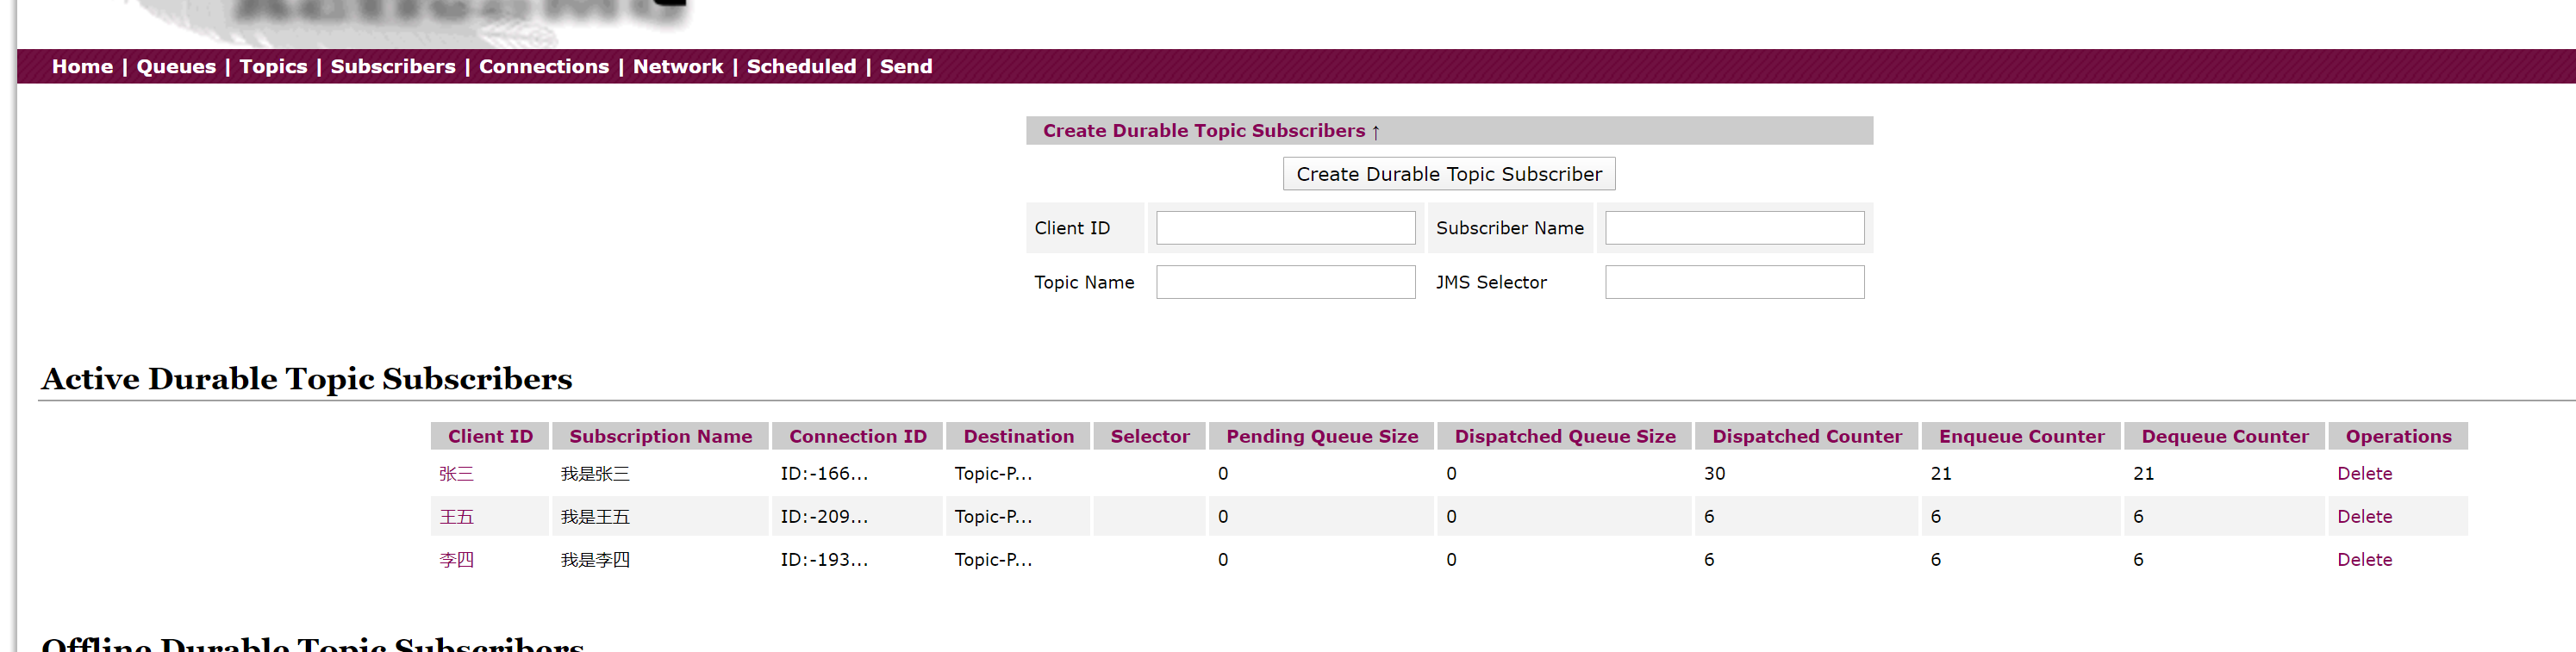 Home | Queues | Topics | Subscribers | Connections | Network | Scheduled | Send
Create Durable Topic Subscribers ↑
Create Durable Topic Subscriber
Client ID Subscriber Name
Topic Name JMS Selector
Active Durable Topic Subscribers
Client ID Subscription Name Connection ID Destination Selector Pending Queue Size Dispatched Queue Size Dispatched Counter Enqueue Counter Dequeue Counter Operations
张三 我是张三 ID:-166... Topic-P... 0 0 30 21 21 Delete
王五 我是王五 ID:-209... Topic-P... 0 0 6 6 6 Delete
李四 我是李四 ID:-193... Topic-P... 0 0 6 6 6 Delete
Offline Durable Topic Subscribers